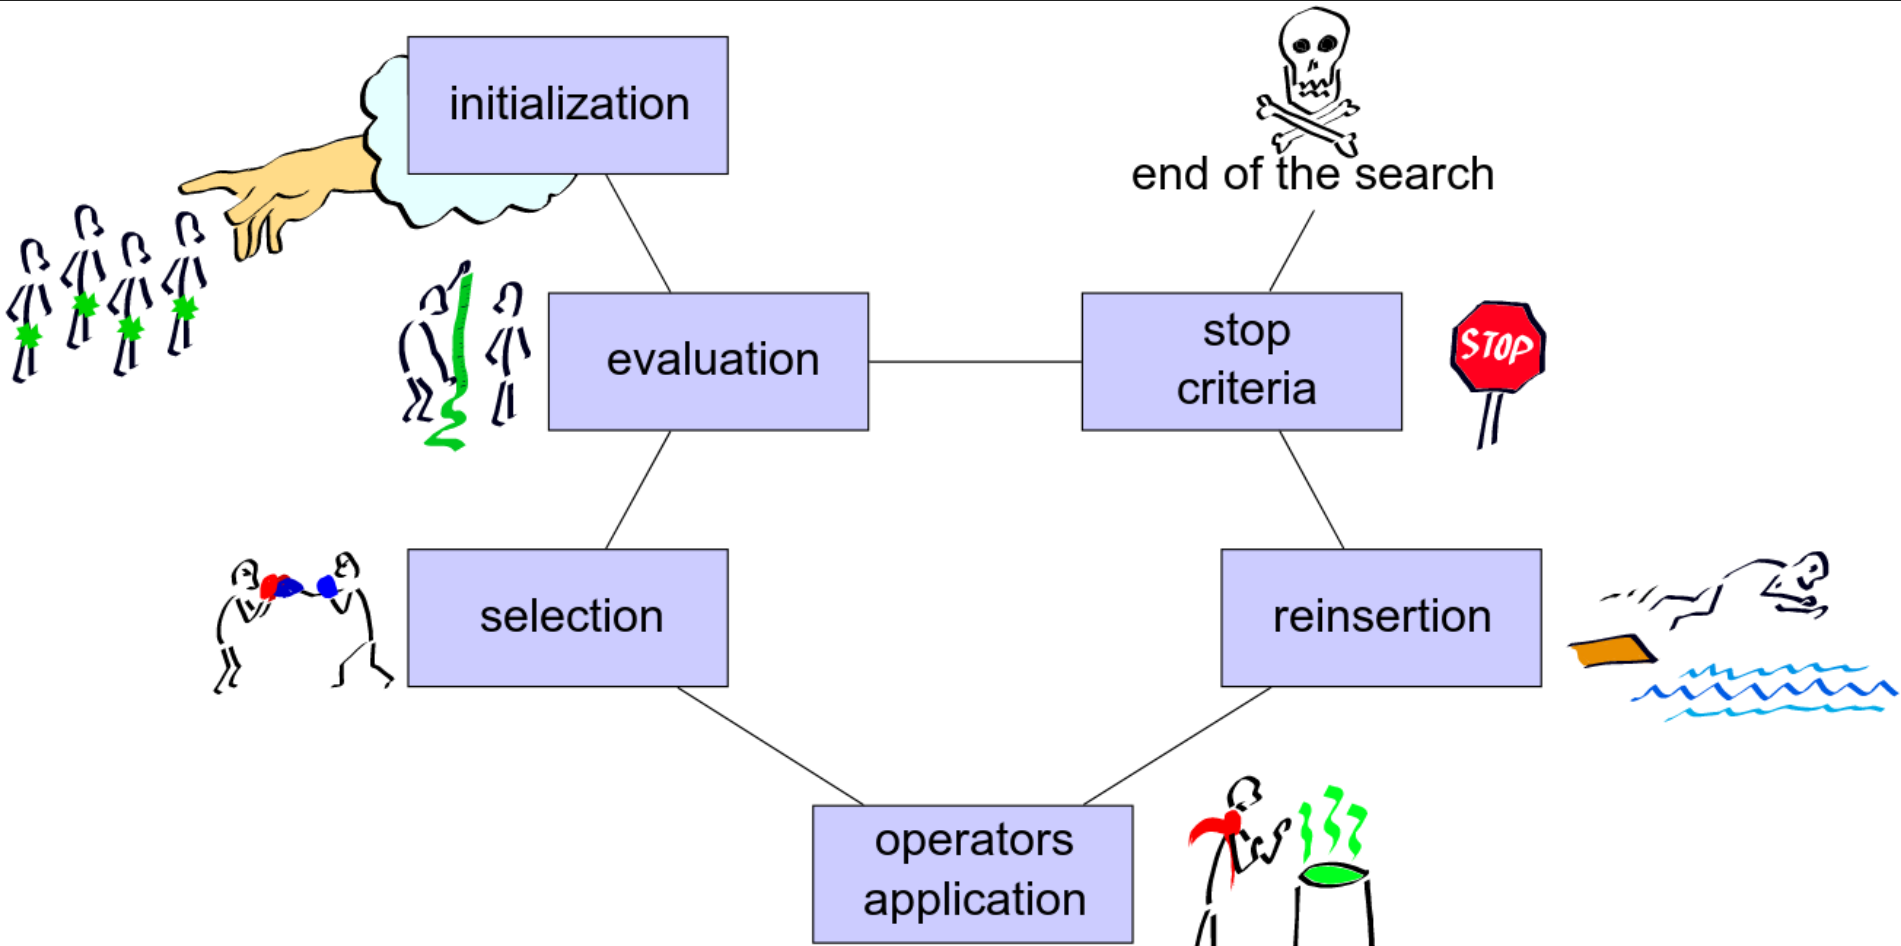 initialization
end of the search
evaluation
stop
criteria
STOP
selection
reinsertion
operators
application